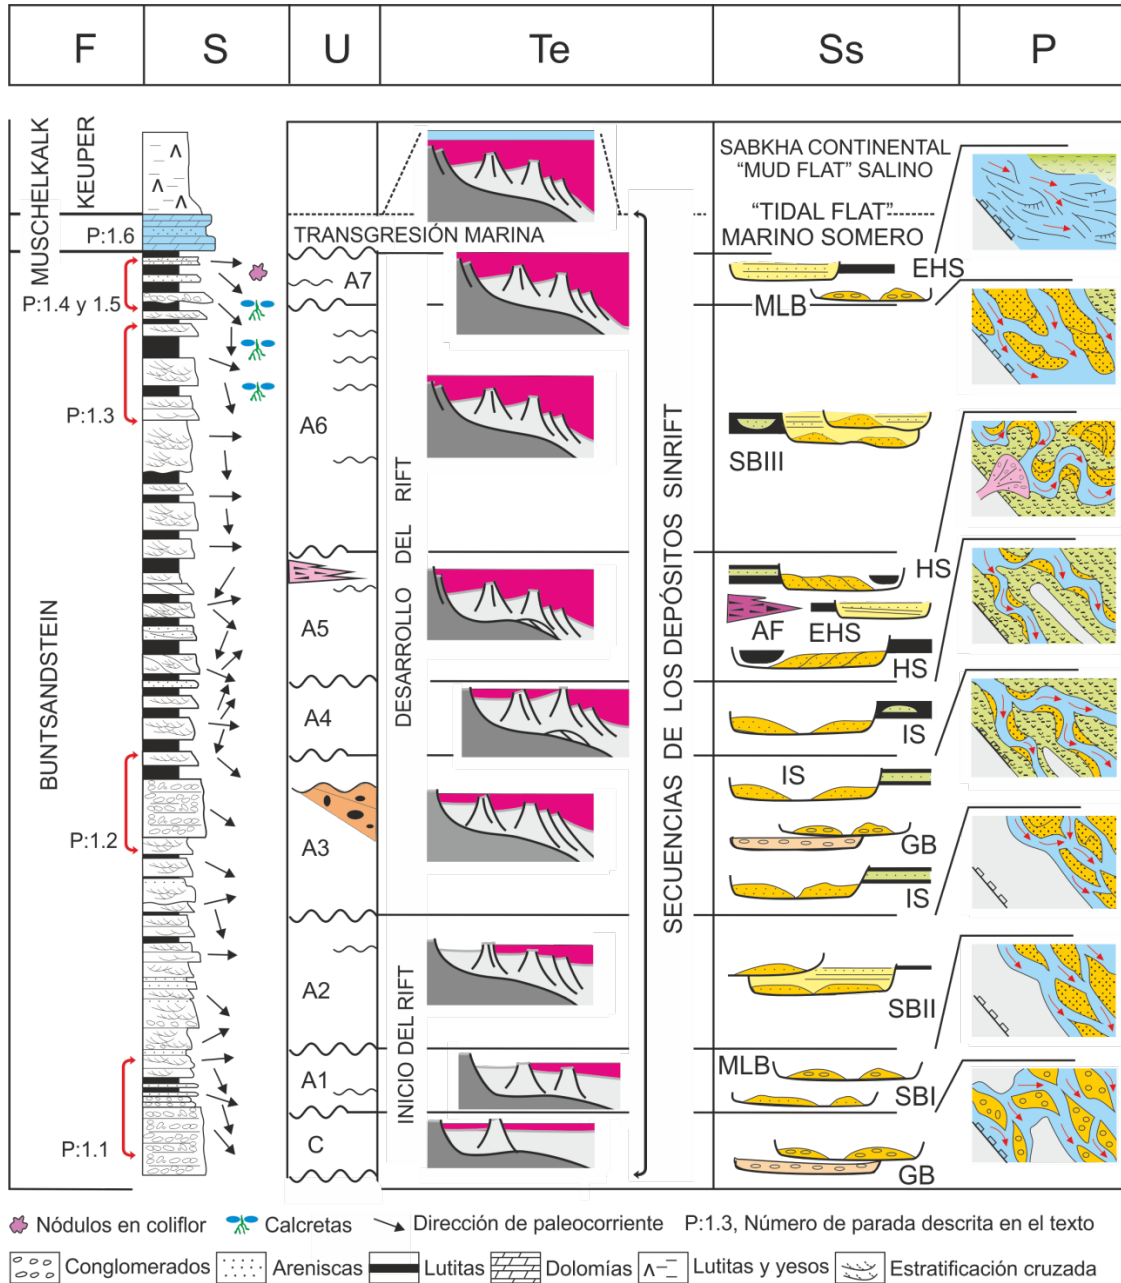 F S U Te Ss P
KEUPER
MUSCHELKALK
BUNTSANDSTEIN
P:1.6
P:1.4 y 1.5
P:1.3
P:1.2
P:1.1
Λ
Λ
Λ
TRANSGRESIÓN MARINA
A7
A6
A5
A4
A3
A2
A1
C
DESARROLLO DEL RIFT
INICIO DEL RIFT
SECUENCIAS DE LOS DEPÓSITOS SINRIFT
SABKHA CONTINENTAL
“MUD FLAT” SALINO
“TIDAL FLAT”
MARINO SOMERO
EHS
MLB
SBIII
HS
AF EHS
HS
IS
IS
GB
IS
SBII
MLB
SBI
GB
Nódulos en coliflor Calcretas Dirección de paleocorriente P:1.3, Número de parada descrita en el texto
Conglomerados Areniscas Lutitas Dolomías Λ Lutitas y yesos Estratificación cruzada